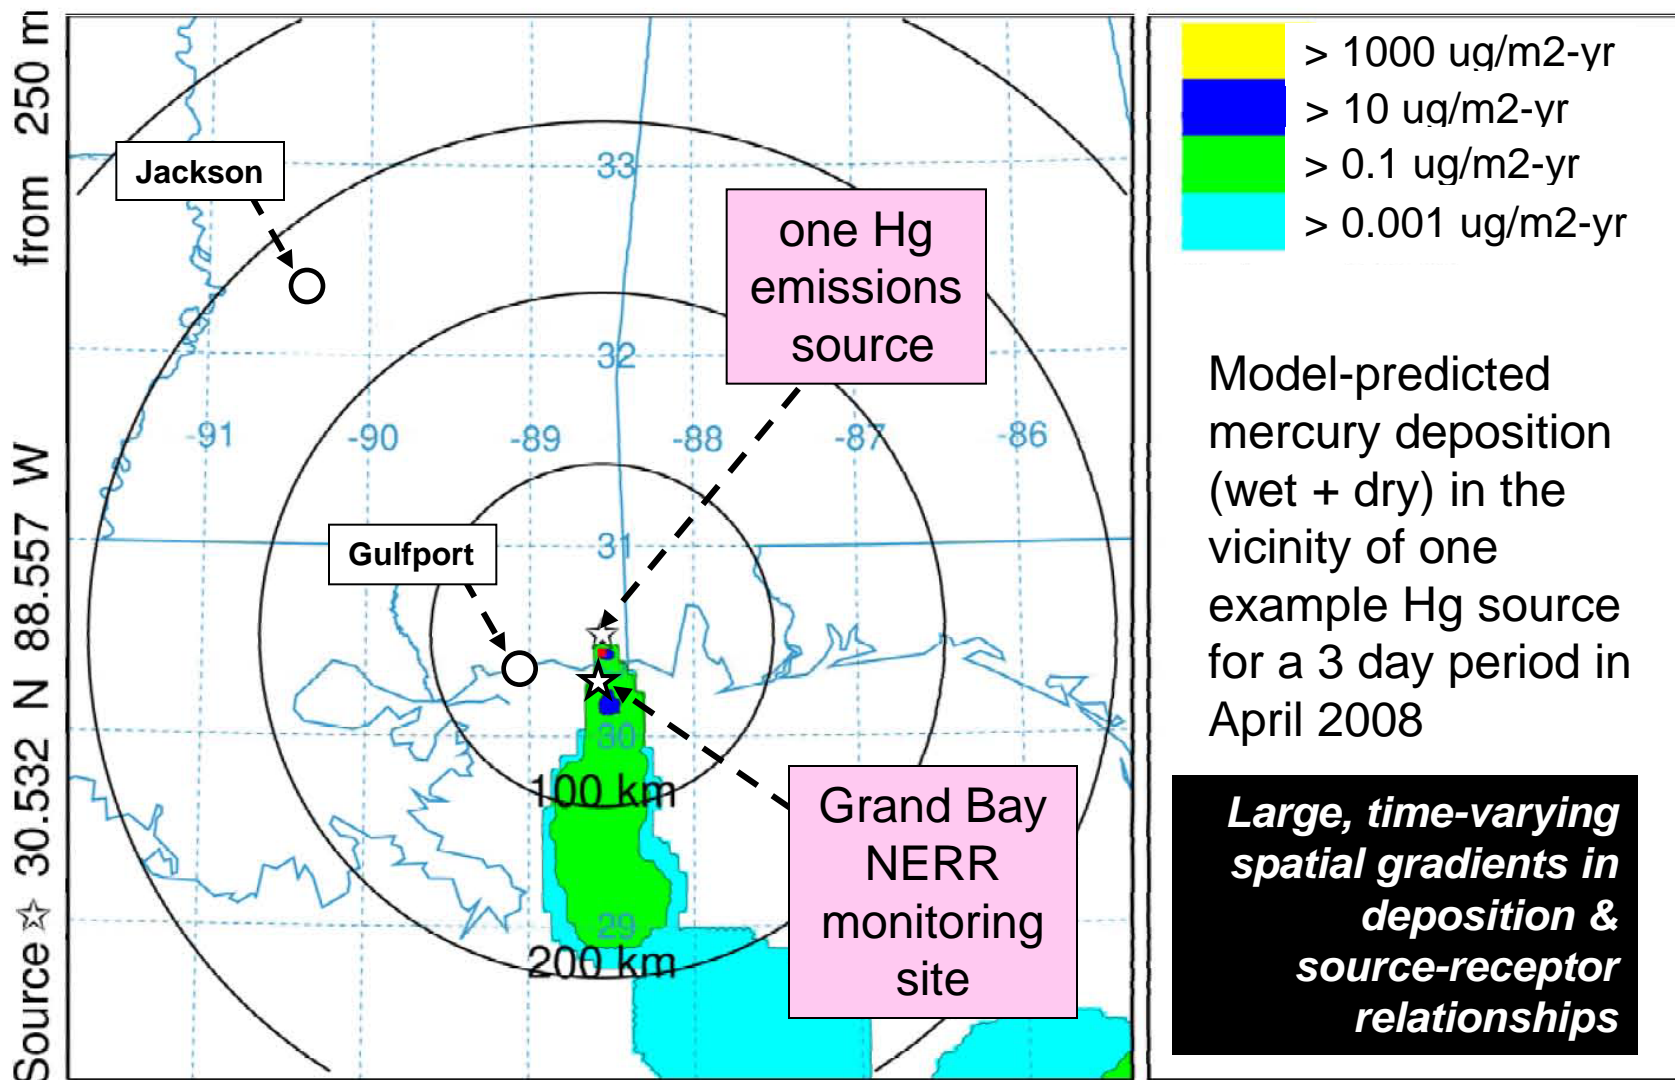 Source ☆ 30.532 N 88.557 W from 250 m
Jackson
33
one Hg
emissions
source
32
-91
-90
-89
-88
-87
-86
Gulfport
31
30
100 km
29
200 km
Grand Bay
NERR
monitoring
site
> 1000 ug/m2-yr
> 10 ug/m2-yr
> 0.1 ug/m2-yr
> 0.001 ug/m2-yr
Model-predicted
mercury deposition
(wet + dry) in the
vicinity of one
example Hg source
for a 3 day period in
April 2008
Large, time-varying
spatial gradients in
deposition &
source-receptor
relationships